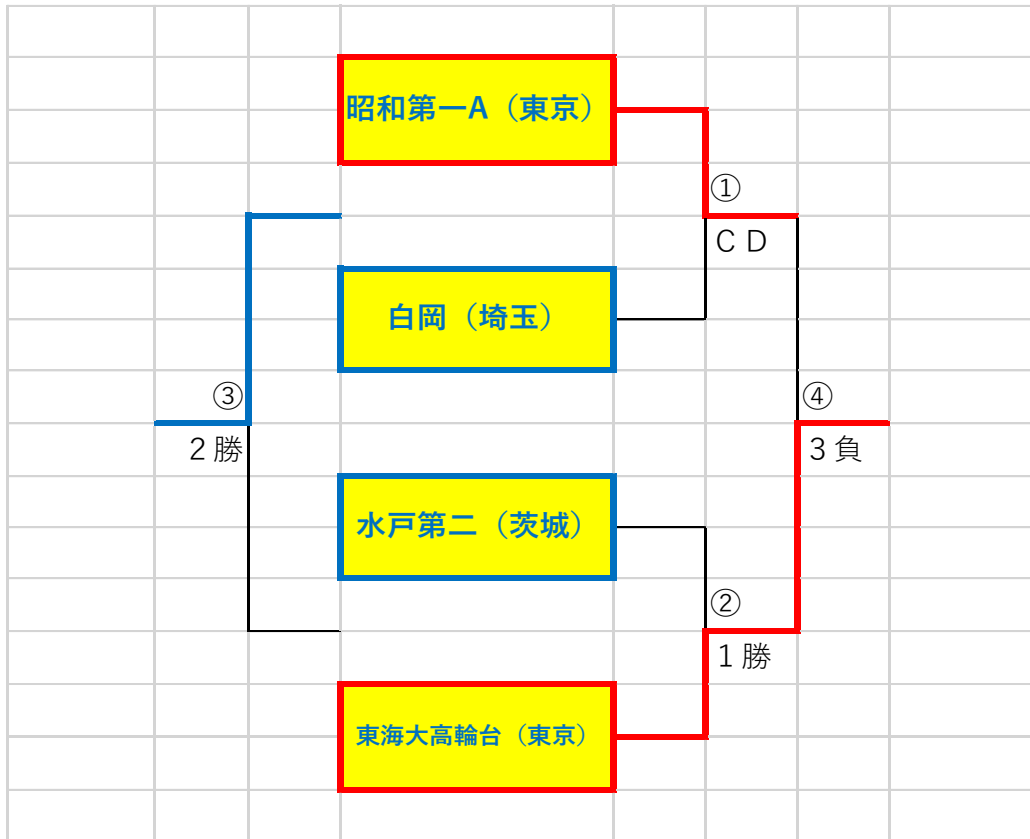 昭和第一A（東京）
①
ＣＤ
白岡（埼玉）
③
２勝
④
３負
水戸第二（茨城）
②
１勝
東海大高輪台（東京）